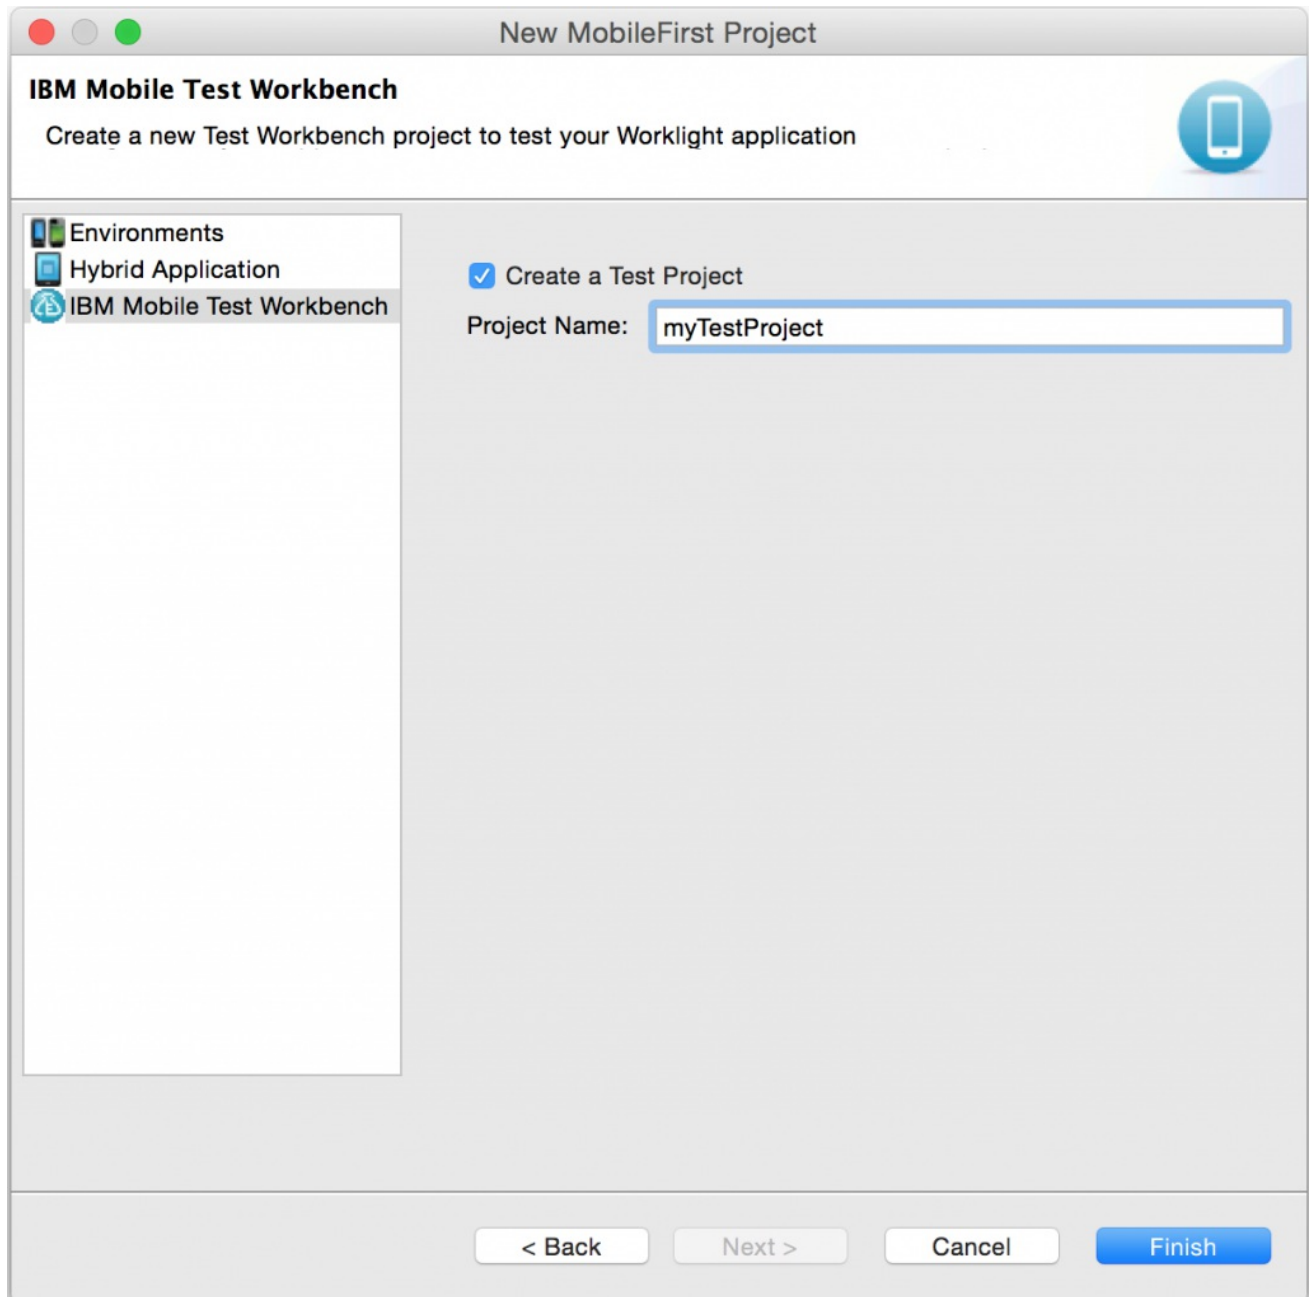 New MobileFirst Project
IBM Mobile Test Workbench
Create a new Test Workbench project to test your Worklight application
Environments
Hybrid Application
IBM Mobile Test Workbench
Create a Test Project
Project Name: myTestProject
< Back Next > Cancel Finish